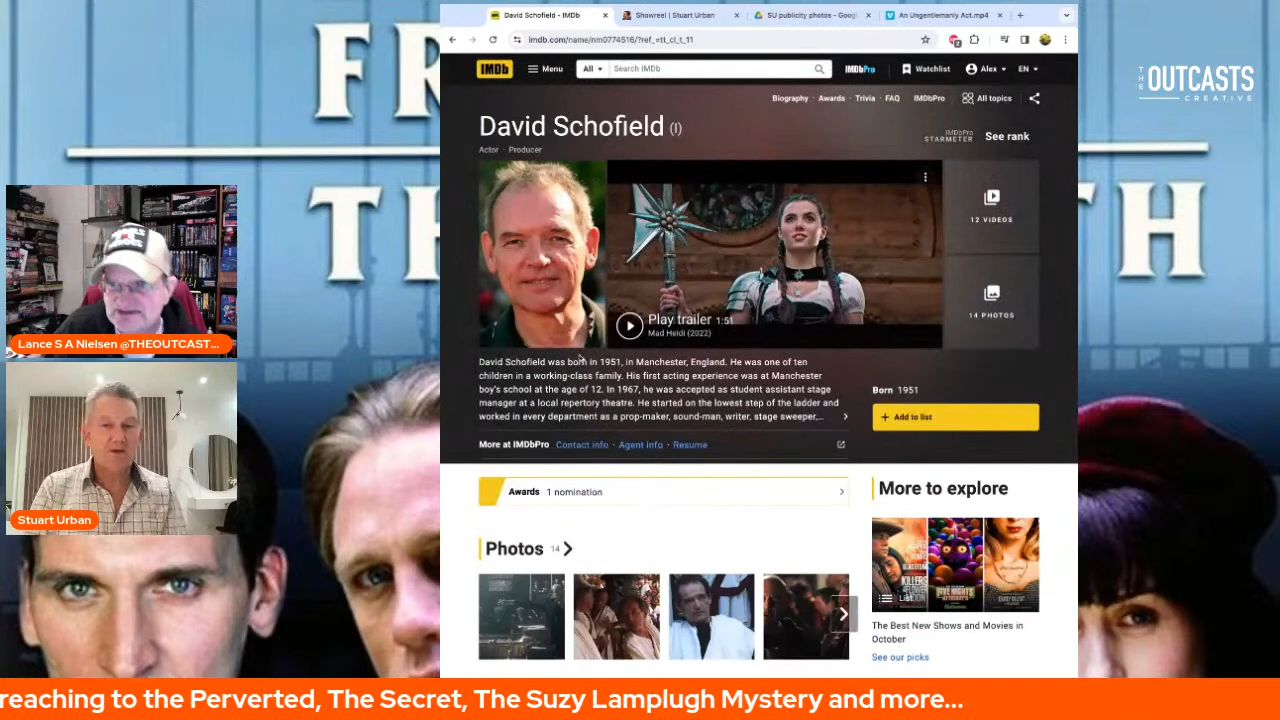 David Schofield - IMDb
Showreel | Stuart Urban
SU publicity photos - Googl
An Ungentlemanly Act.mp4
imdb.com/name/nm0774516/?ref_=tt_cl_t_11
IMDb
Menu
All
Search IMDb
IMDbPro
Watchlist
Alex
EN
Biography · Awards · Trivia · FAQ
IMDbPro
All topics
THE OUTCASTS
CREATIVE
FR
TH
TH
David Schofield (I)
Actor · Producer
IMDbPro
STARMETER
See rank
Play trailer 1:51
Mad Heidi (2022)
12 VIDEOS
14 PHOTOS
David Schofield was born in 1951, in Manchester, England. He was one of ten
children in a working-class family. His first acting experience was at Manchester
boy's school at the age of 12. In 1967, he was accepted as student assistant stage
manager at a local repertory theatre. He started on the lowest step of the ladder and
worked in every department as a prop-maker, sound-man, writer, stage sweeper,...
Born 1951
+ Add to list
More at IMDbPro
Contact info · Agent info · Resume
Awards 1 nomination
More to explore
Photos 14
KILLERS
List
The Best New Shows and Movies in
October
See our picks
Lance S A Nielsen @THEOUTCAST...
Stuart Urban
reaching to the Perverted, The Secret, The Suzy Lamplugh Mystery and more...